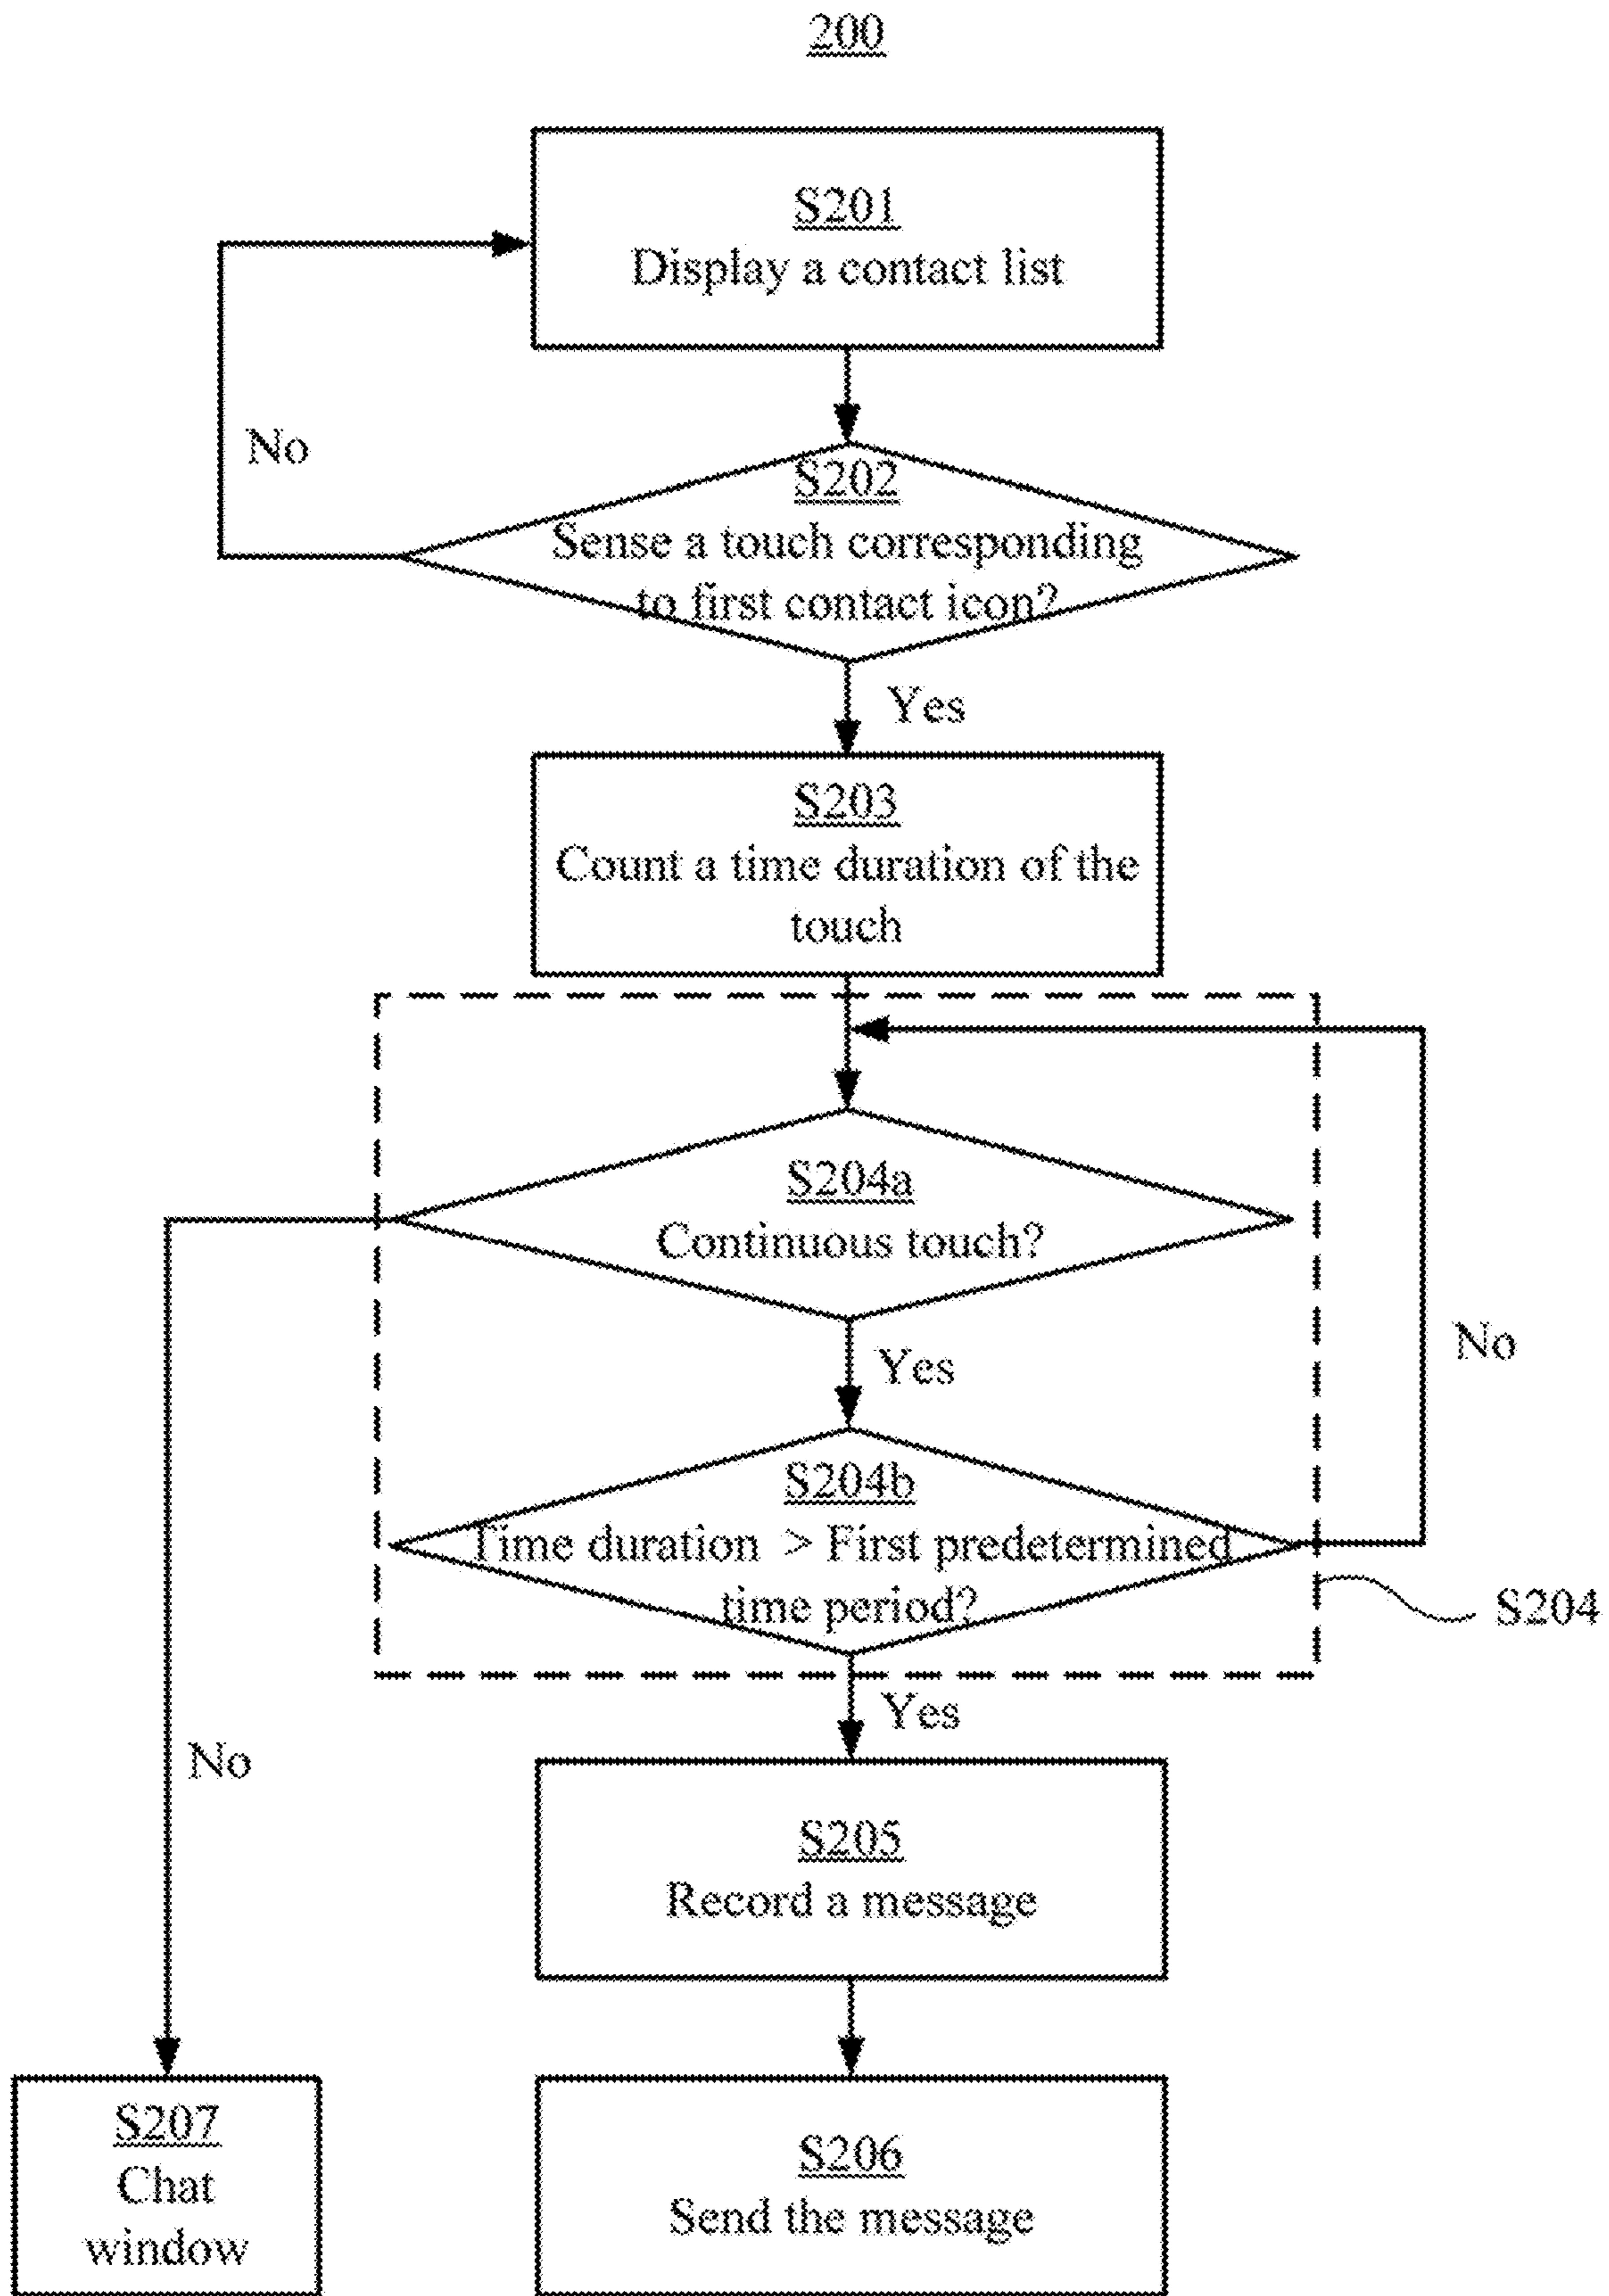 200
S201
Display a contact list
No
S202
Sense a touch corresponding
to first contact icon?
Yes
S203
Count a time duration of the
touch
S204a
Continuous touch?
No
Yes
S204b
Time duration > First predetermined
time period?
S204
Yes
No
S205
Record a message
S207
Chat
window
S206
Send the message